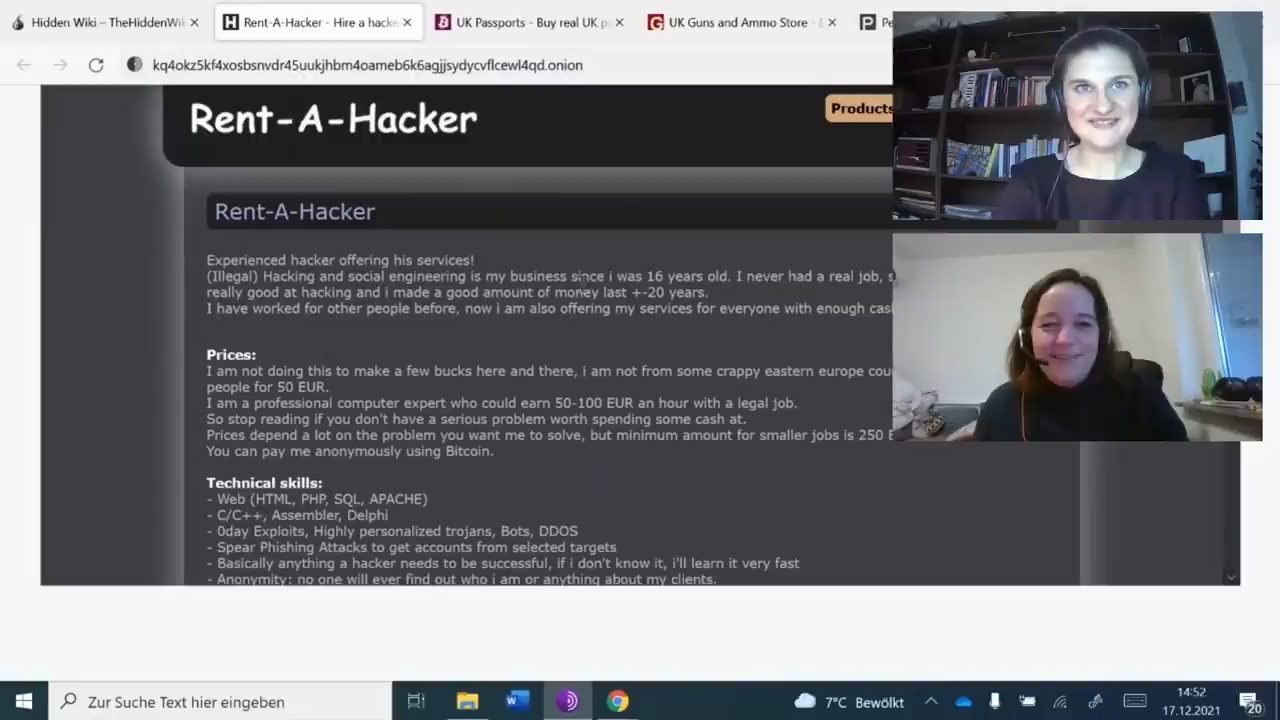 Hidden Wiki – TheHiddenWik
Rent-A-Hacker - Hire a hacke
UK Passports - Buy real UK p
UK Guns and Ammo Store -
Pe
kq4okz5kf4xosbsnvdr45uukjhbm4oameb6k6agjjsydycvflcewl4qd.onion
Rent-A-Hacker
Products
Rent-A-Hacker
Experienced hacker offering his services!
(Illegal) Hacking and social engineering is my business since i was 16 years old. I never had a real job, s
really good at hacking and i made a good amount of money last +-20 years.
I have worked for other people before, now i am also offering my services for everyone with enough cas
Prices:
I am not doing this to make a few bucks here and there, i am not from some crappy eastern europe cou
people for 50 EUR.
I am a professional computer expert who could earn 50-100 EUR an hour with a legal job.
So stop reading if you don't have a serious problem worth spending some cash at.
Prices depend a lot on the problem you want me to solve, but minimum amount for smaller jobs is 250 E
You can pay me anonymously using Bitcoin.
Technical skills:
- Web (HTML, PHP, SQL, APACHE)
- C/C++, Assembler, Delphi
- 0day Exploits, Highly personalized trojans, Bots, DDOS
- Spear Phishing Attacks to get accounts from selected targets
- Basically anything a hacker needs to be successful, if i don't know it, i'll learn it very fast
- Anonymity: no one will ever find out who i am or anything about my clients.
Zur Suche Text hier eingeben
7°C Bewölkt
14:52
17.12.2021
20